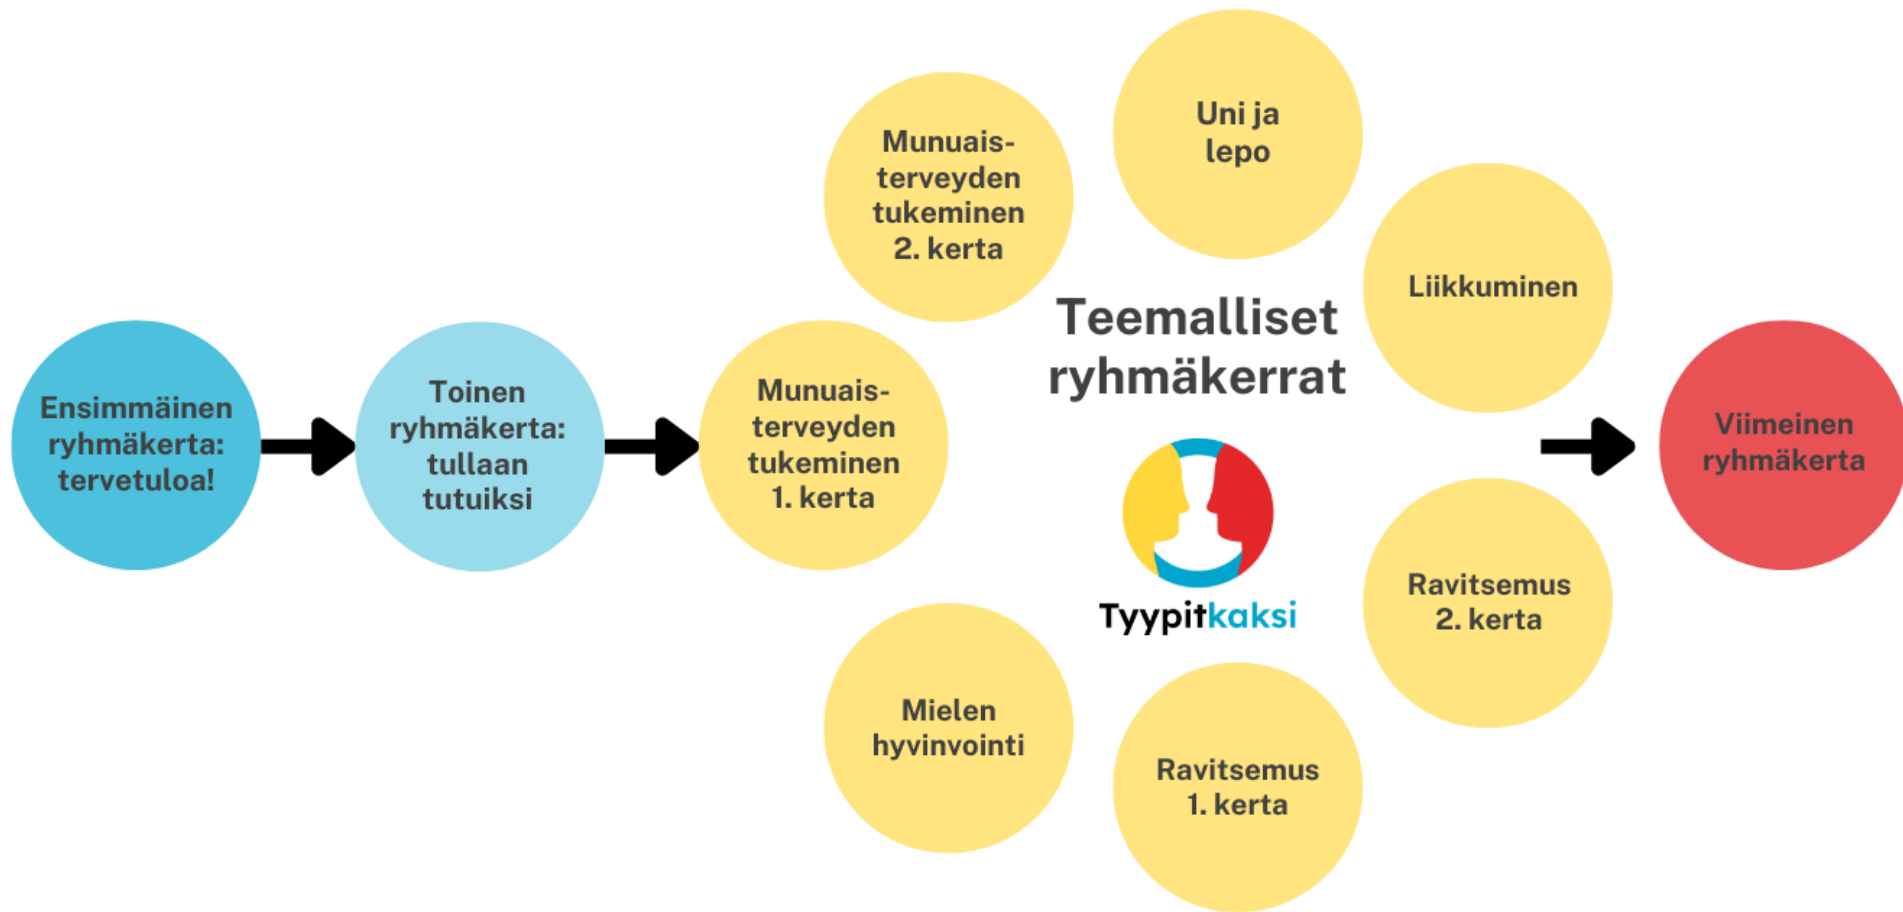 Ensimmäinen
ryhmäkerta:
tervetuloa!
Toinen
ryhmäkerta:
tullaan
tutuiksi
Munuais-
terveyden
tukeminen
1. kerta
Munuais-
terveyden
tukeminen
2. kerta
Uni ja
lepo
Liikkuminen
Teemalliset
ryhmäkerrat
Tyypitkaksi
Mielen
hyvinvointi
Ravitsemus
1. kerta
Ravitsemus
2. kerta
Viimeinen
ryhmäkerta